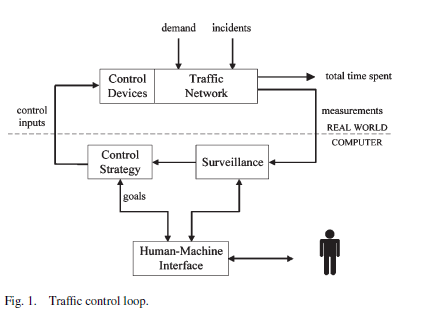 demand incidents
Control
Devices
Traffic
Network
total time spent
control
inputs
measurements
REAL WORLD
COMPUTER
Control
Strategy
Surveillance
goals
Human-Machine
Interface
Fig. 1. Traffic control loop.